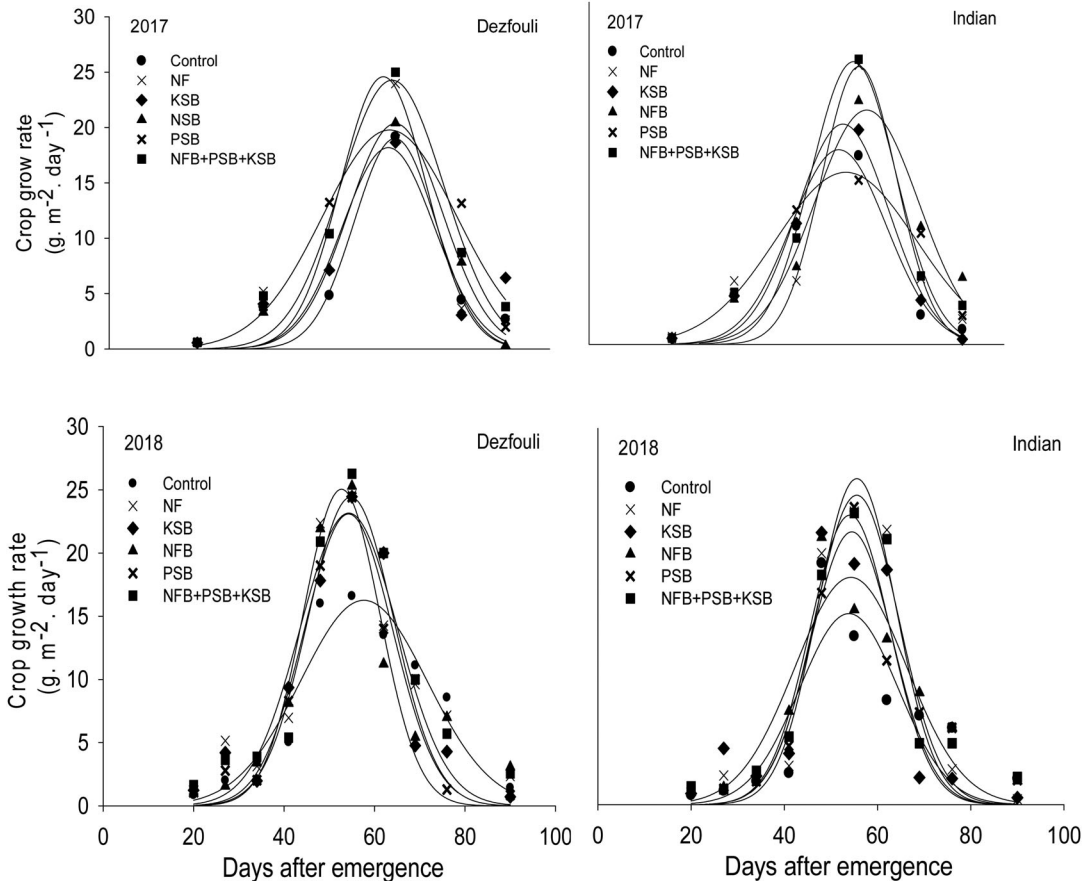 2017
Dezfouli
Control
NF
KSB
NSB
PSB
NFB+PSB+KSB
Crop grow rate
(g. m⁻². day⁻¹)
30
25
20
15
10
5
0
2017
Indian
Control
NF
KSB
NFB
PSB
NFB+PSB+KSB
2018
Dezfouli
Control
NF
KSB
NFB
PSB
NFB+PSB+KSB
Crop growth rate
(g. m⁻². day⁻¹)
30
25
20
15
10
5
0
20 40 60 80 100
Days after emergence
2018
Indian
Control
NF
KSB
NFB
PSB
NFB+PSB+KSB
0 20 40 60 80 100
Days after emergence